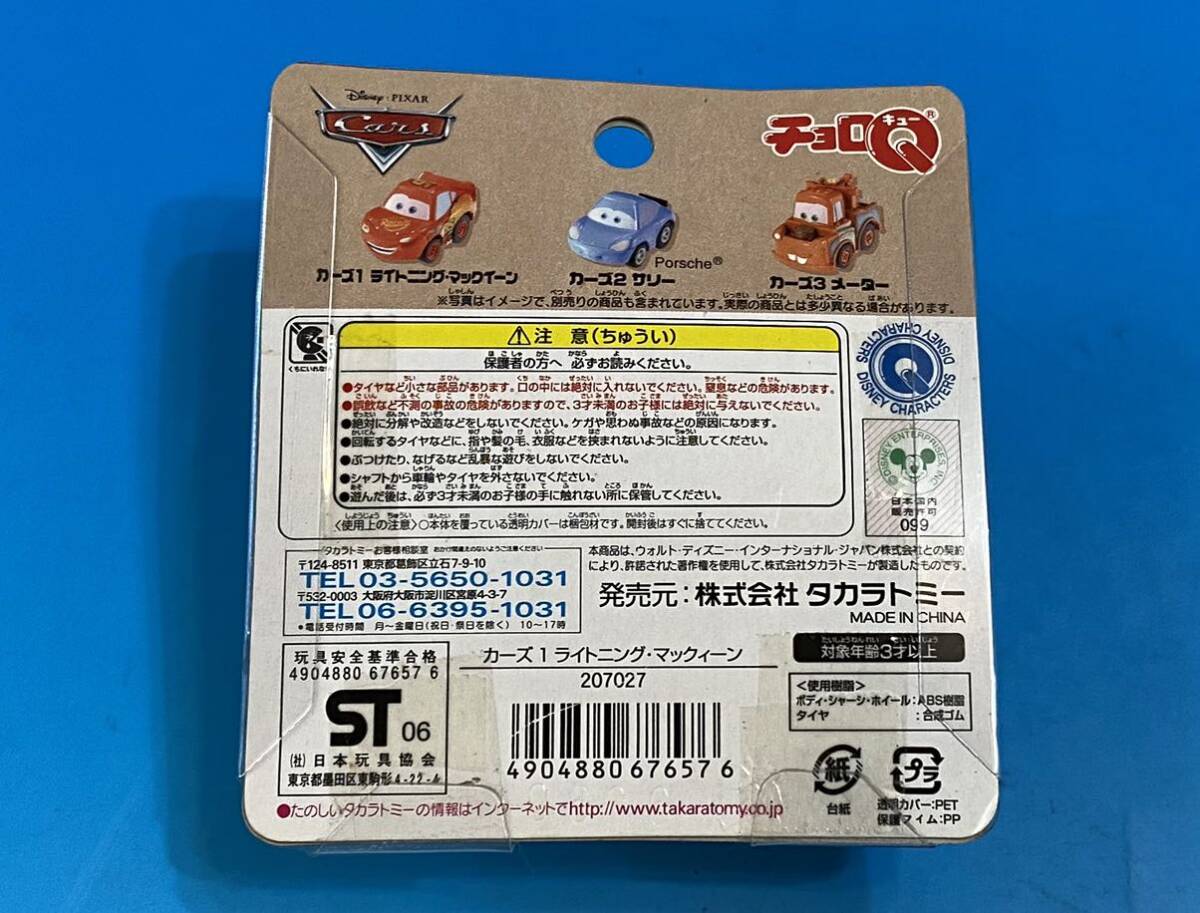 Disney・PIXAR
Cars
チョロQ®
キュー
カーズ1 ライトニング・マックイーン
Porsche®
カーズ2 サリー
カーズ3 メーター
※写真はイメージで、別売りの商品も含まれています。実際の商品とは多少異なる場合があります。
⚠注 意(ちゅうい)
保護者の方へ 必ずお読みください。
●タイヤなど小さな部品があります。口の中には絶対に入れないでください。窒息などの危険があります。
●誤飲など不測の事故の危険がありますので、3才未満のお子様には絶対に与えないでください。
●絶対に分解や改造などをしないでください。ケガや思わぬ事故などの原因になります。
●回転するタイヤなどに、指や髪の毛、衣服などを挟まれないように注意してください。
●ぶつけたり、なげるなど乱暴な遊びをしないでください。
●シャフトから車輪やタイヤを外さないでください。
●遊んだ後は、必ず3才未満のお子様の手に触れない所に保管してください。
〈使用上の注意〉○本体を覆っている透明カバーは梱包材です。開封後はすぐに捨ててください。
DISNEY CHARACTERS DISNEY CHARACTERS
Q
©DISNEY ENTERPRISES, INC.
日本国内
販売許可
099
タカラトミーお客様相談室 おかけ間違えのないようご注意ください
〒124-8511 東京都葛飾区立石7-9-10
TEL 03-5650-1031
〒532-0003 大阪府大阪市淀川区宮原4-3-7
TEL 06-6395-1031
●電話受付時間 月〜金曜日(祝日・祭日を除く) 10〜17時
本商品は、ウォルト・ディズニー・インターナショナル・ジャパン株式会社との契約
により、許諾された著作権を使用して、株式会社タカラトミーが製造したものです。
発売元:株式会社 タカラトミー
MADE IN CHINA
対象年齢3才以上
玩具安全基準合格
4904880 67657 6
ST 06
(社)日本玩具協会
カーズ 1 ライトニング・マックィーン
207027
4904880 676576
〈使用樹脂〉
ボディ・シャーシ・ホイール:ABS樹脂
タイヤ :合成ゴム
紙
台紙
プラ
透明カバー:PET
●たのしいタカラトミーの情報はインターネットでhttp://www.takaratomy.co.jp